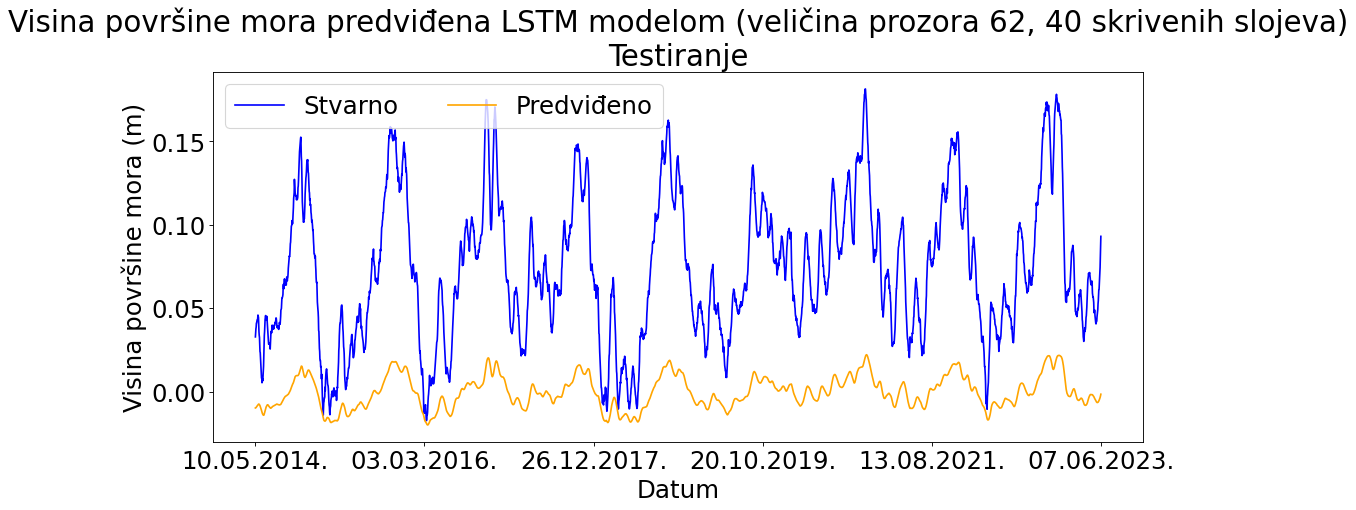 Visina površine mora predviđena LSTM modelom (veličina prozora 62, 40 skrivenih slojeva)
Testiranje
Stvarno
Predviđeno
Visina površine mora (m)
0.15
0.10
0.05
0.00
10.05.2014.
03.03.2016.
26.12.2017.
20.10.2019.
13.08.2021.
07.06.2023.
Datum